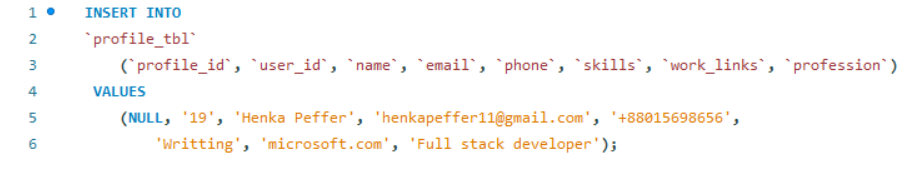 1 INSERT INTO
2 `profile_tbl`
3 (`profile_id`, `user_id`, `name`, `email`, `phone`, `skills`, `work_links`, `profession`)
4 VALUES
5 (NULL, '19', 'Henka Peffer', 'henkapeffer11@gmail.com', '+88015698656',
6 'Writting', 'microsoft.com', 'Full stack developer');